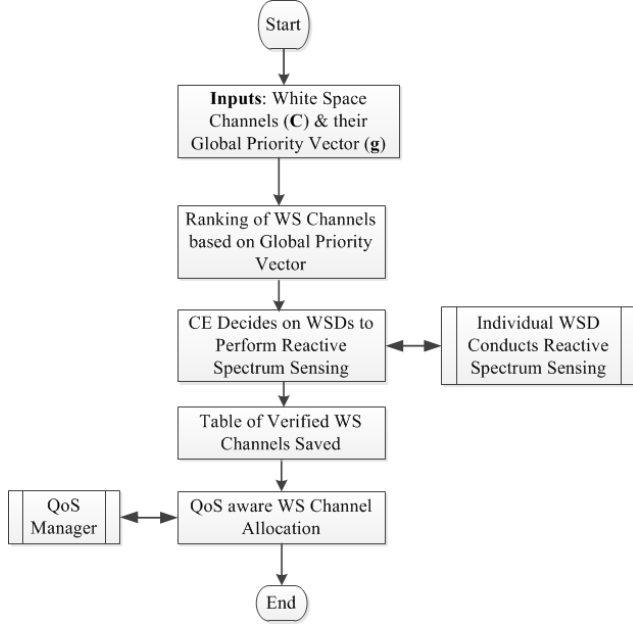 Start
Inputs: White Space
Channels (C) & their
Global Priority Vector (g)
Ranking of WS Channels
based on Global Priority
Vector
CE Decides on WSDs to
Perform Reactive
Spectrum Sensing
Individual WSD
Conducts Reactive
Spectrum Sensing
Table of Verified WS
Channels Saved
QoS
Manager
QoS aware WS Channel
Allocation
End